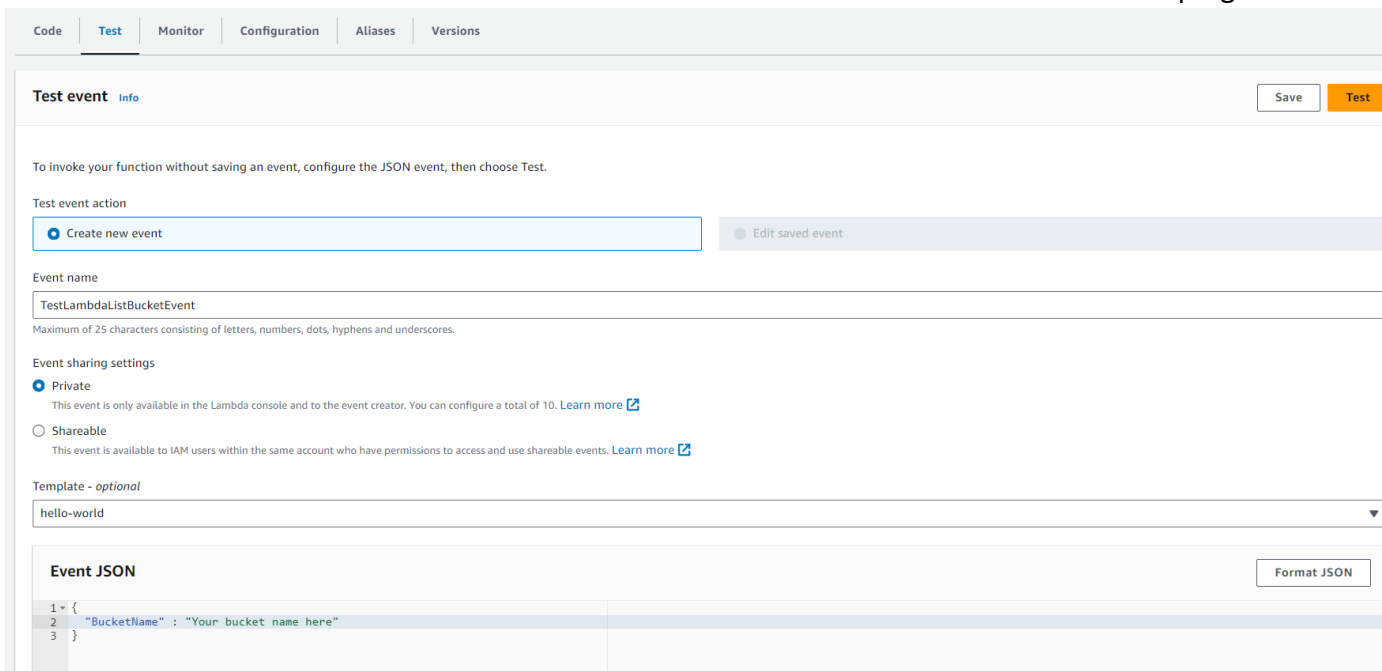 Code Test Monitor Configuration Aliases Versions
Test event Info Save Test
To invoke your function without saving an event, configure the JSON event, then choose Test.
Test event action
Create new event Edit saved event
Event name
TestLambdaListBucketEvent
Maximum of 25 characters consisting of letters, numbers, dots, hyphens and underscores.
Event sharing settings
Private
This event is only available in the Lambda console and to the event creator. You can configure a total of 10. Learn more
Shareable
This event is available to IAM users within the same account who have permissions to access and use shareable events. Learn more
Template - optional
hello-world
Event JSON Format JSON
1 {
2 "BucketName" : "Your bucket name here"
3 }